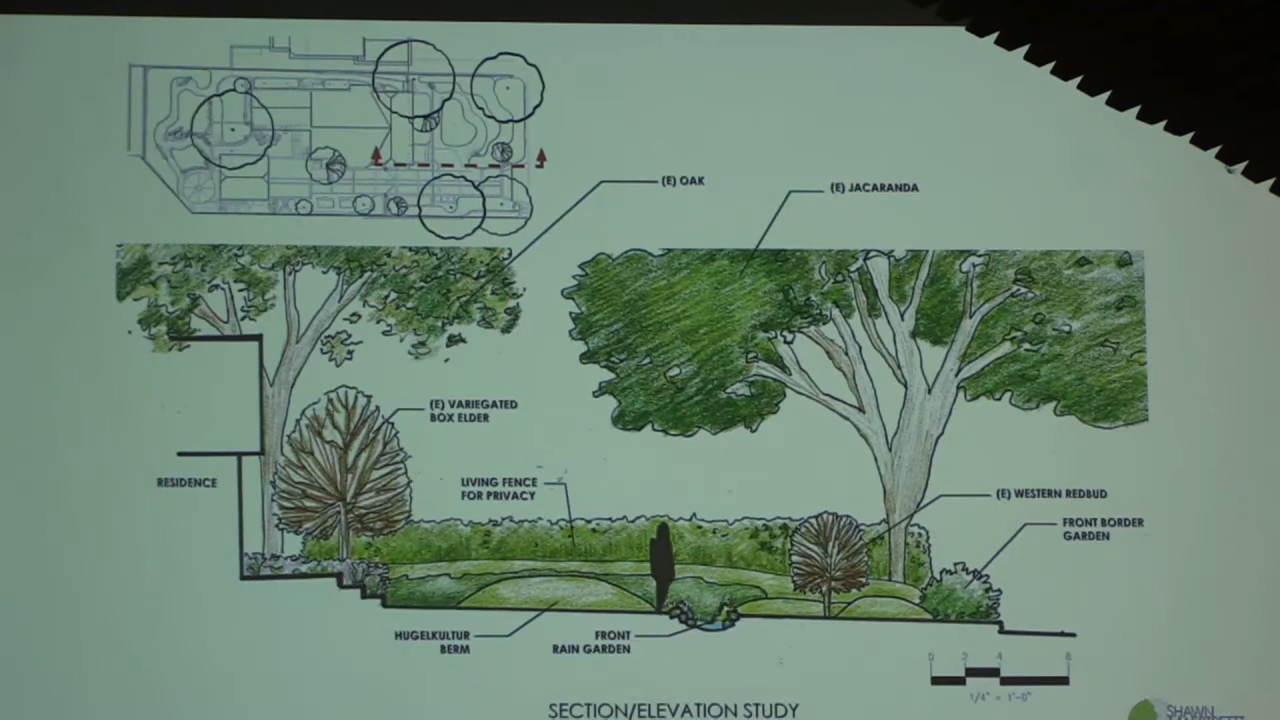 (E) OAK
(E) JACARANDA
(E) VARIEGATED
BOX ELDER
RESIDENCE
LIVING FENCE
FOR PRIVACY
(E) WESTERN REDBUD
FRONT BORDER
GARDEN
HUGELKULTUR
BERM
FRONT
RAIN GARDEN
0 2 4 8
1/4" = 1'-0"
SECTION/ELEVATION STUDY
SHAWN